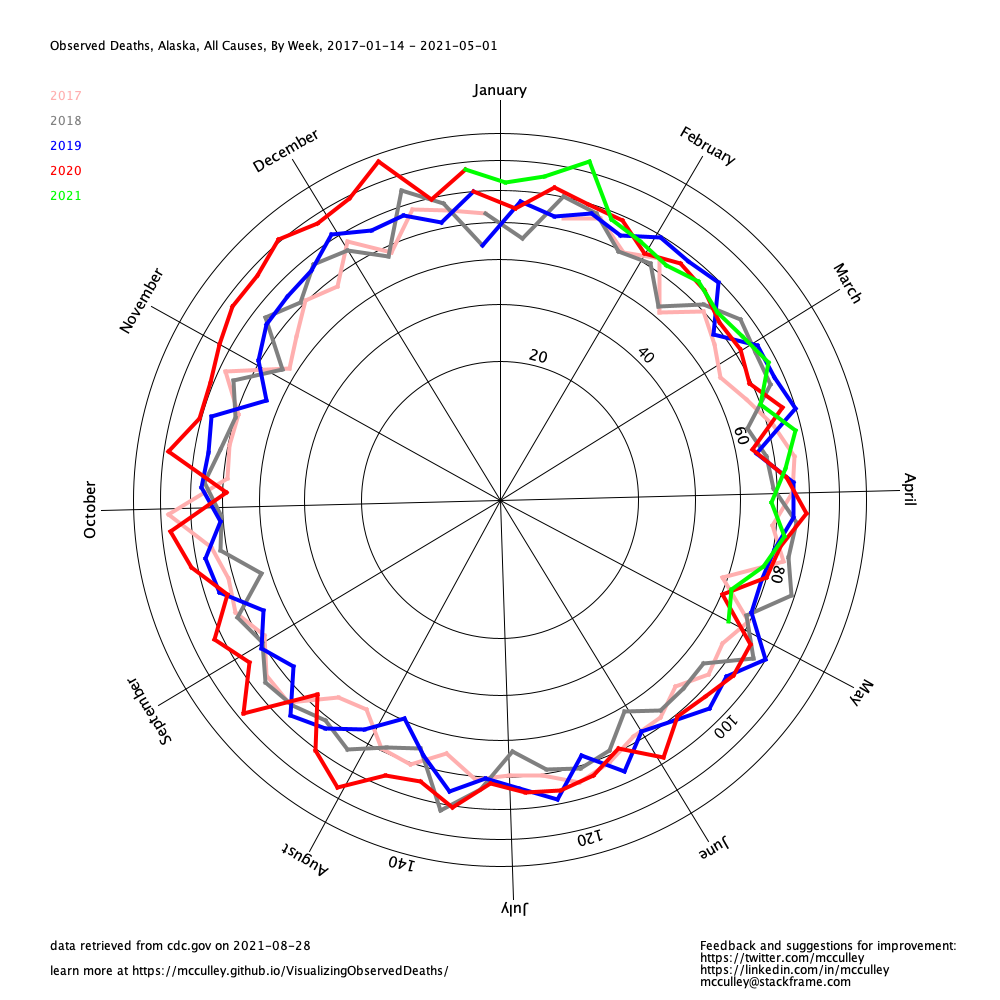 Observed Deaths, Alaska, All Causes, By Week, 2017-01-14 - 2021-05-01
2017
2018
2019
2020
2021
January
February
March
April
May
June
July
August
September
October
November
December
20
40
60
80
100
120
140
data retrieved from cdc.gov on 2021-08-28
learn more at https://mcculley.github.io/VisualizingObservedDeaths/
Feedback and suggestions for improvement:
https://twitter.com/mcculley
https://linkedin.com/in/mcculley
mcculley@stackframe.com